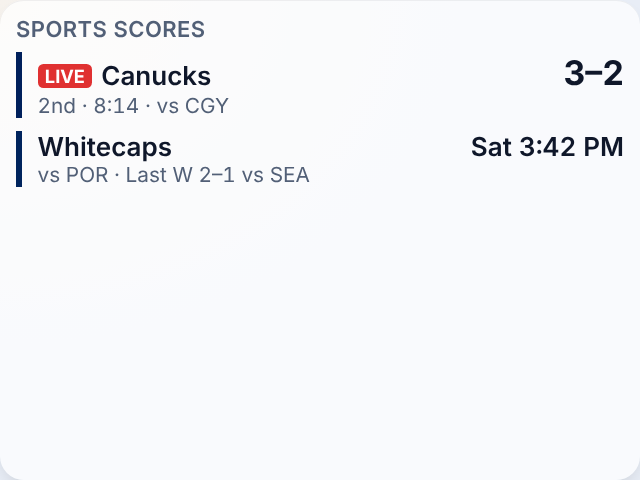 SPORTS SCORES
LIVE Canucks 3–2
2nd · 8:14 · vs CGY
Whitecaps Sat 3:42 PM
vs POR · Last W 2–1 vs SEA